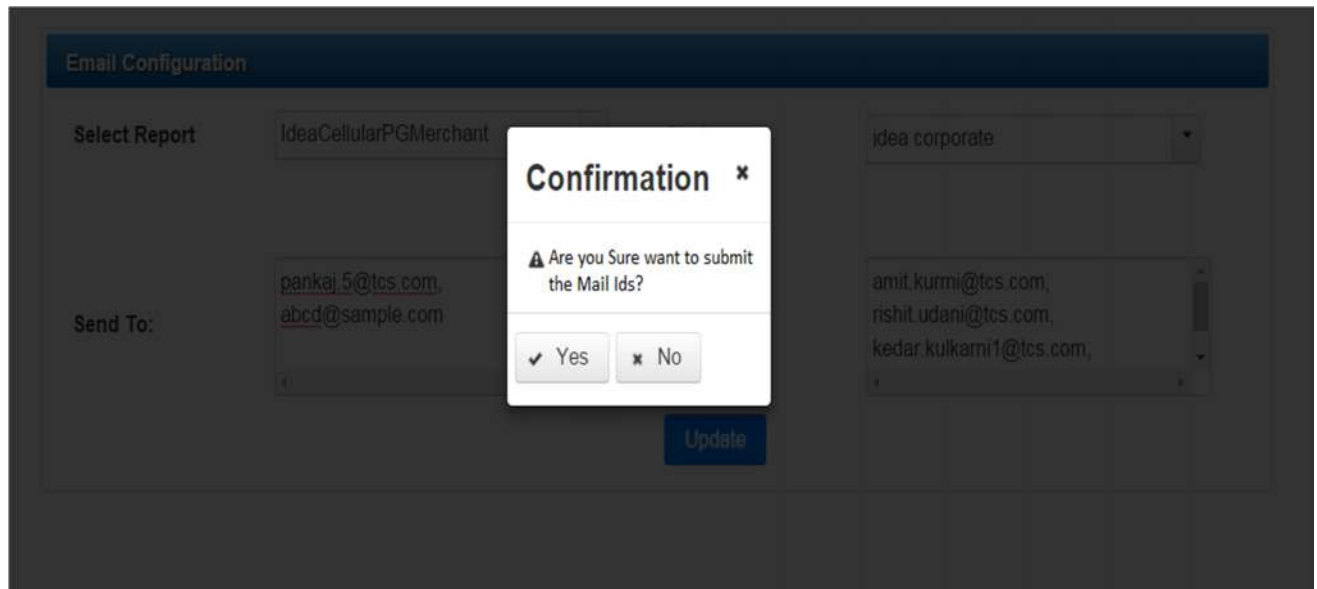 Email Configuration
Select Report
IdeaCellularPGMerchant
idea corporate
Confirmation
Are you Sure want to submit
the Mail Ids?
Yes
No
Send To:
pankaj.5@tcs.com,
abcd@sample.com
amit.kurmi@tcs.com,
rishit.udani@tcs.com,
kedar.kulkarni1@tcs.com,
Update